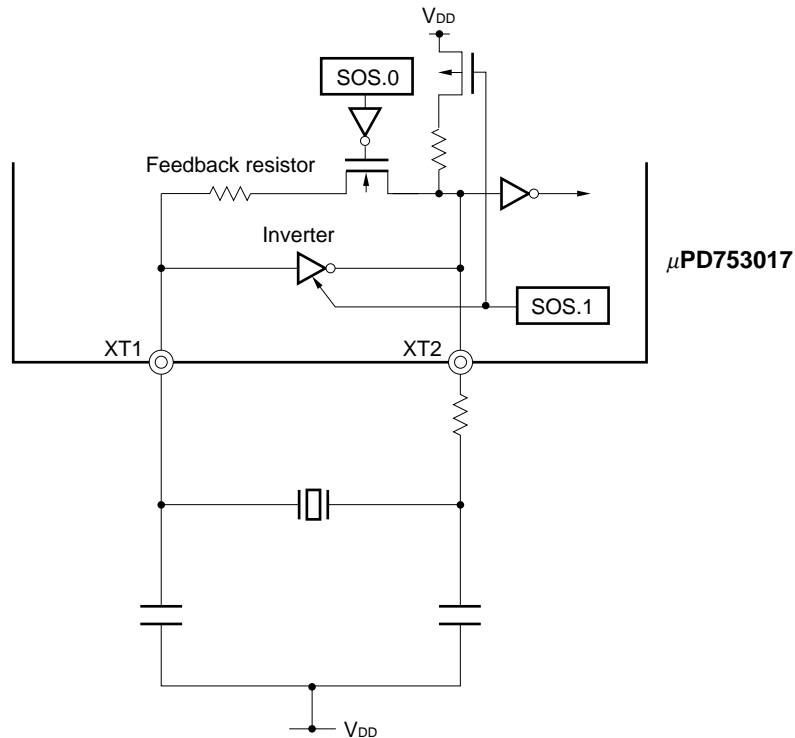 VDD
SOS.0
Feedback resistor
Inverter
μPD753017
SOS.1
XT1
XT2
VDD